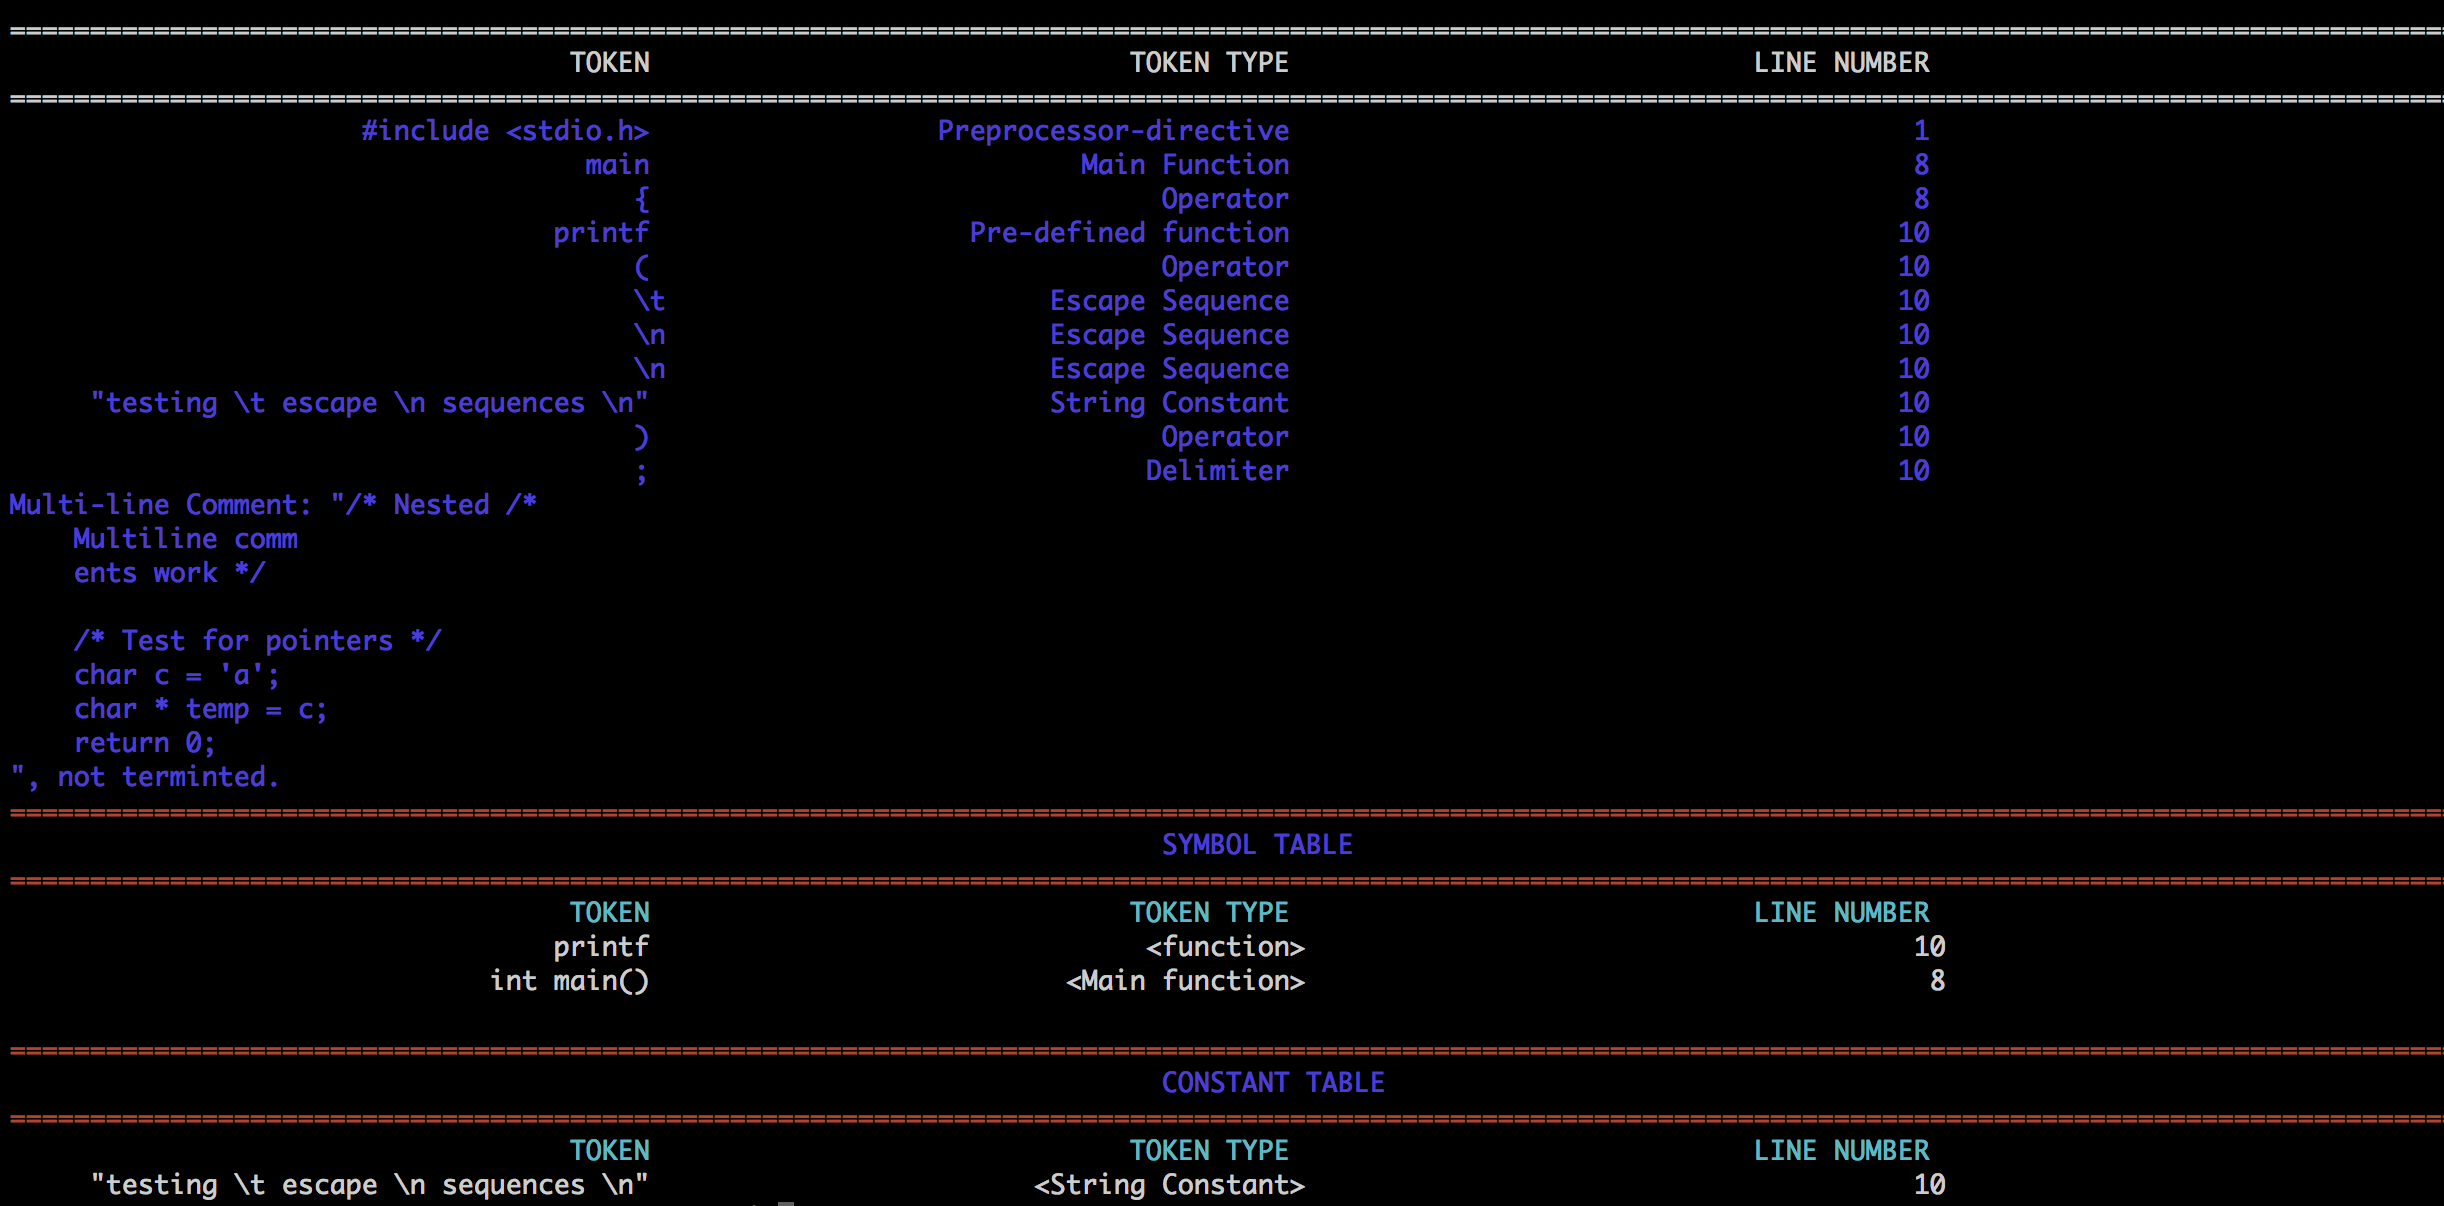 TOKEN TOKEN TYPE LINE NUMBER
#include <stdio.h> Preprocessor-directive 1
main Main Function 8
{ Operator 8
printf Pre-defined function 10
( Operator 10
\t Escape Sequence 10
\n Escape Sequence 10
\n Escape Sequence 10
"testing \t escape \n sequences \n" String Constant 10
) Operator 10
; Delimiter 10
Multi-line Comment: "/* Nested /*
Multiline comm
ents work */
/* Test for pointers */
char c = 'a';
char * temp = c;
return 0;
", not terminted.
SYMBOL TABLE
TOKEN TOKEN TYPE LINE NUMBER
printf <function> 10
int main() <Main function> 8
CONSTANT TABLE
TOKEN TOKEN TYPE LINE NUMBER
"testing \t escape \n sequences \n" <String Constant> 10